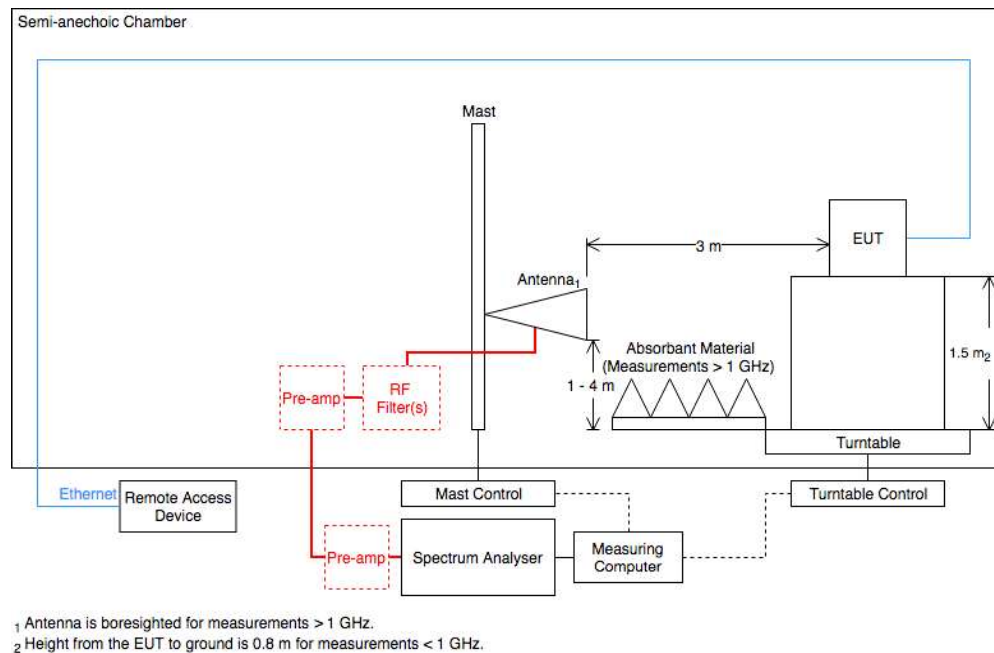 Semi-anechoic Chamber
Mast
EUT
3 m
Antenna1
Absorbant Material
(Measurements > 1 GHz)
1.5 m2
1 - 4 m
Pre-amp
RF
Filter(s)
Turntable
Ethernet
Remote Access
Device
Mast Control
Turntable Control
Pre-amp
Spectrum Analyser
Measuring
Computer
1 Antenna is boresighted for measurements > 1 GHz.
2 Height from the EUT to ground is 0.8 m for measurements < 1 GHz.